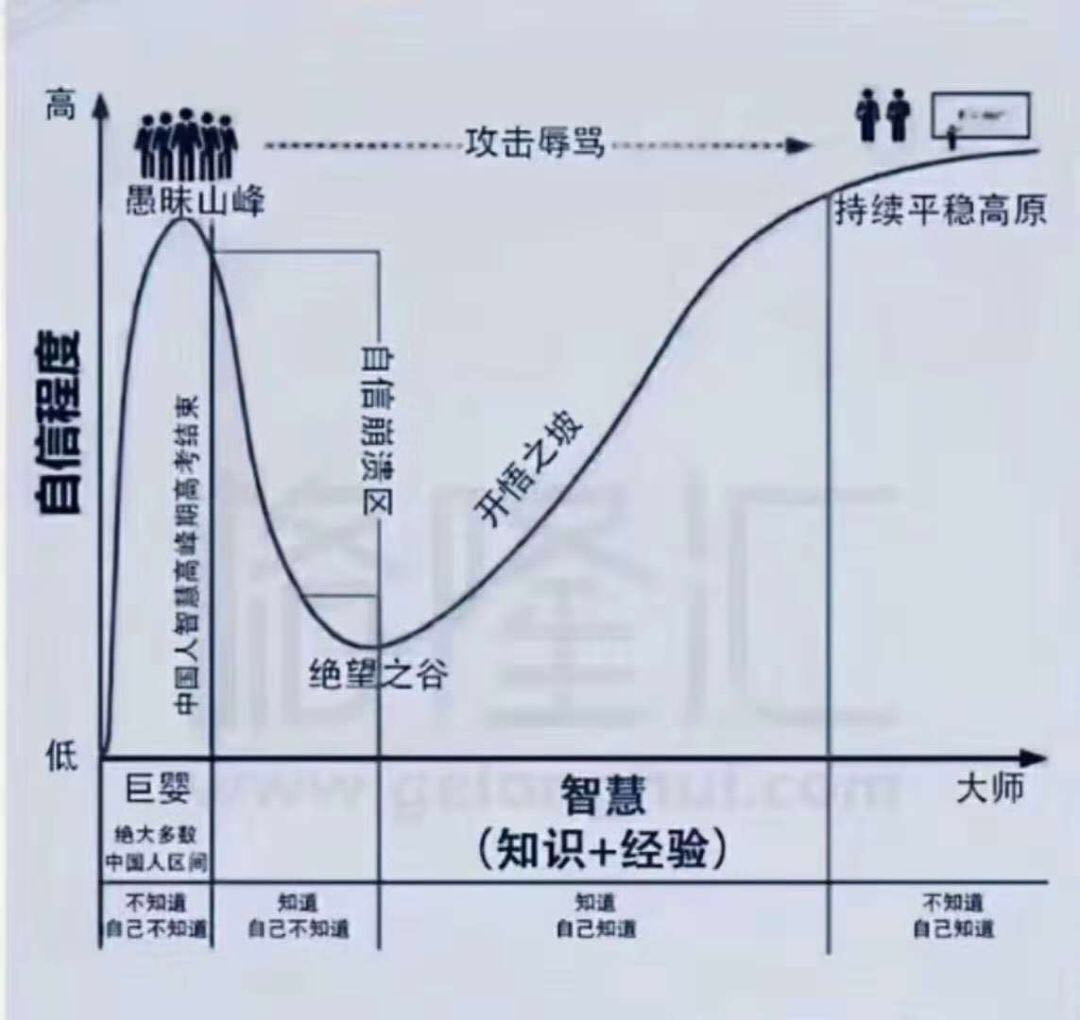 高
攻击辱骂
愚昧山峰
持续平稳高原
自信程度
中国人智慧高峰期高考结束
自信崩溃区
开悟之坡
绝望之谷
格隆汇
低
巨婴
智慧
大师
www.gelonghui.com
绝大多数
中国人区间
(知识+经验)
不知道
自己不知道
知道
自己不知道
知道
自己知道
不知道
自己知道